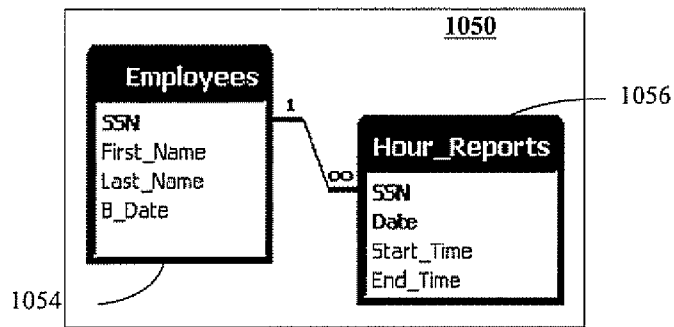 1050
Employees
SSN
First_Name
Last_Name
B_Date
1
∞
1056
Hour_Reports
SSN
Date
Start_Time
End_Time
1054